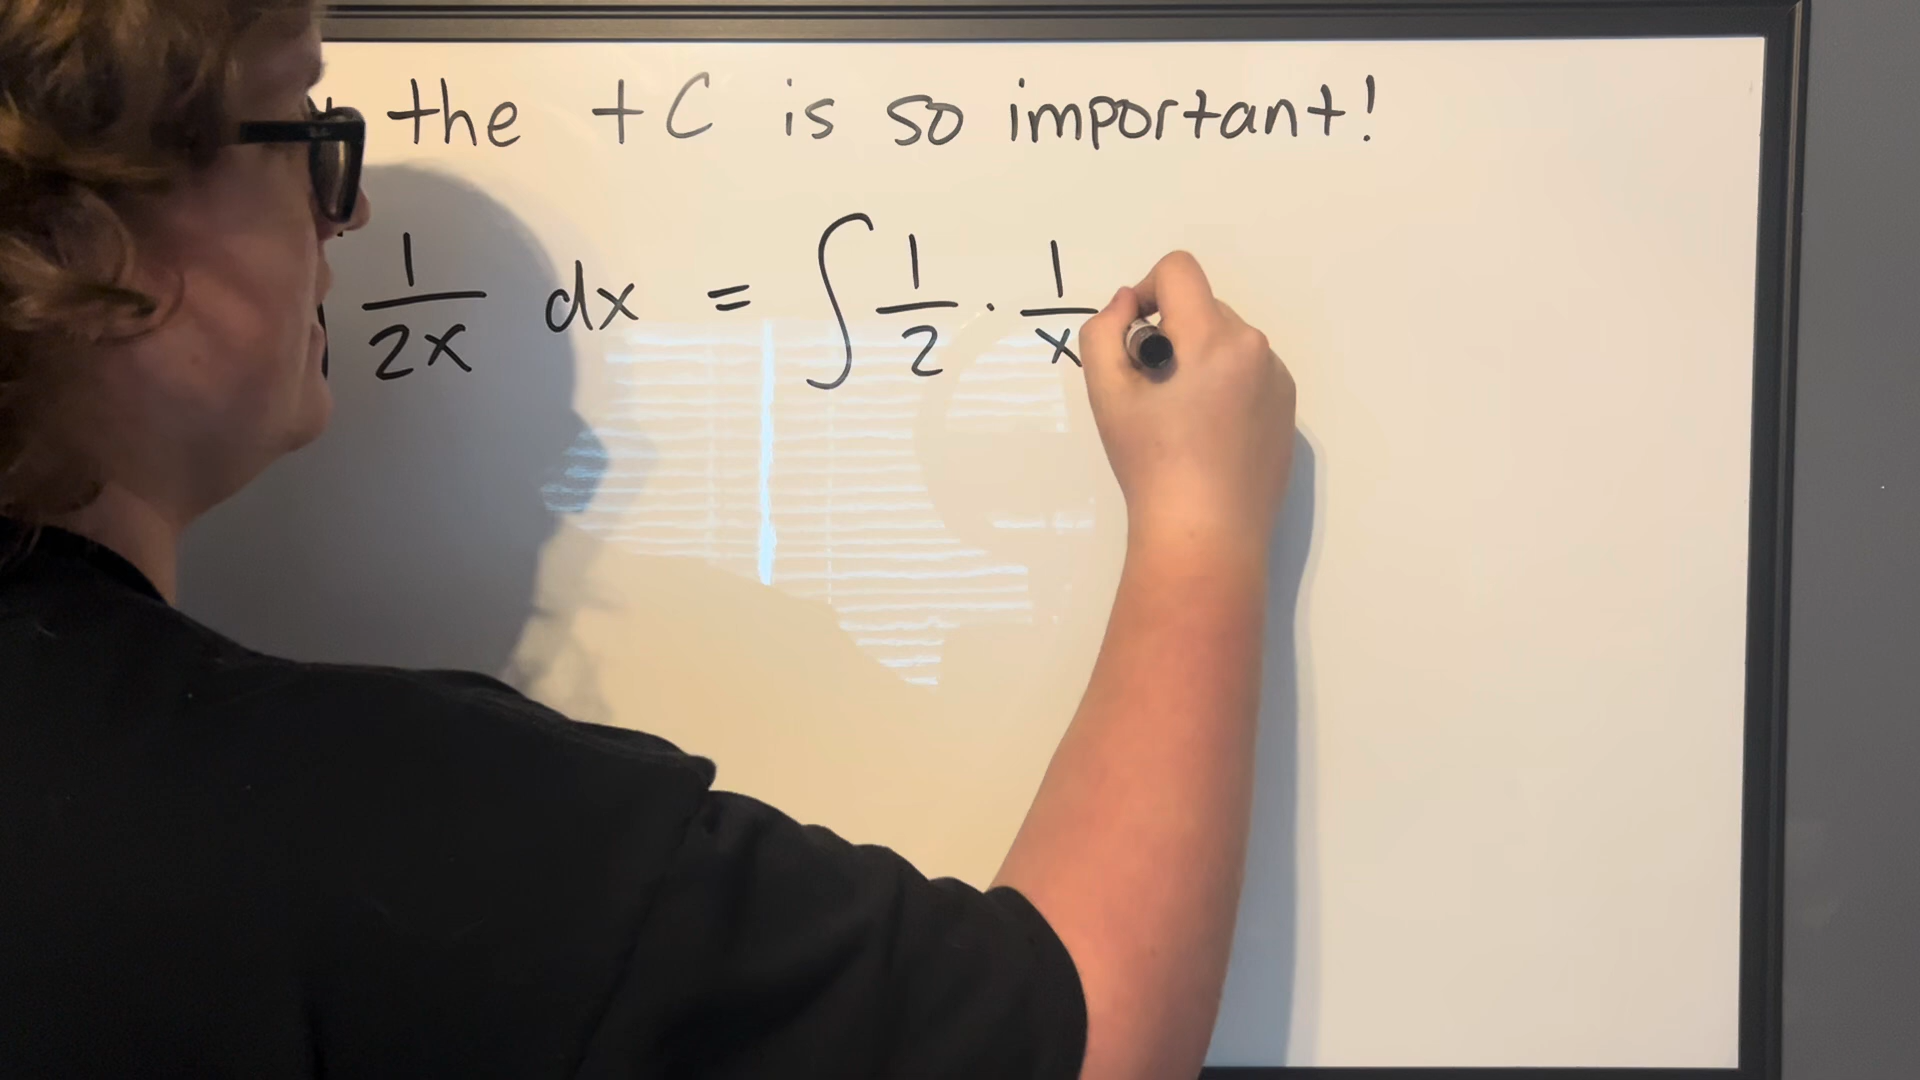 the +C is so important!
1/2x dx = ∫ 1/2 · 1/x